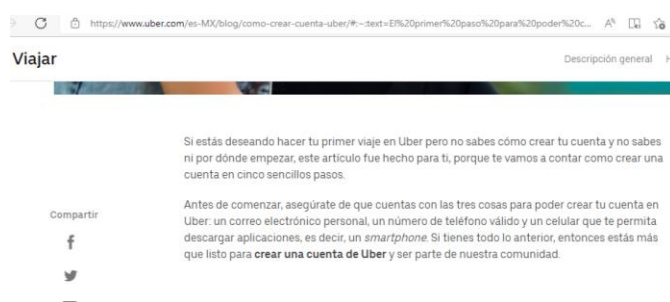 https://www.uber.com/es-MX/blog/como-crear-cuenta-uber/#:~:text=El%20primer%20paso%20para%20poder%20c...
Viajar
Descripción general
Si estás deseando hacer tu primer viaje en Uber pero no sabes cómo crear tu cuenta y no sabes
ni por dónde empezar, este artículo fue hecho para ti, porque te vamos a contar como crear una
cuenta en cinco sencillos pasos.
Antes de comenzar, asegúrate de que cuentas con las tres cosas para poder crear tu cuenta en
Uber: un correo electrónico personal, un número de teléfono válido y un celular que te permita
descargar aplicaciones, es decir, un smartphone. Si tienes todo lo anterior, entonces estás más
que listo para crear una cuenta de Uber y ser parte de nuestra comunidad.
Compartir